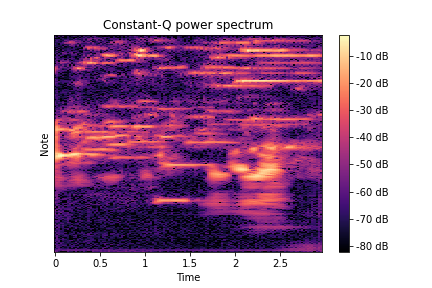 Constant-Q power spectrum
Note
-10 dB
-20 dB
-30 dB
-40 dB
-50 dB
-60 dB
-70 dB
-80 dB
0
0.5
1
1.5
2
2.5
Time